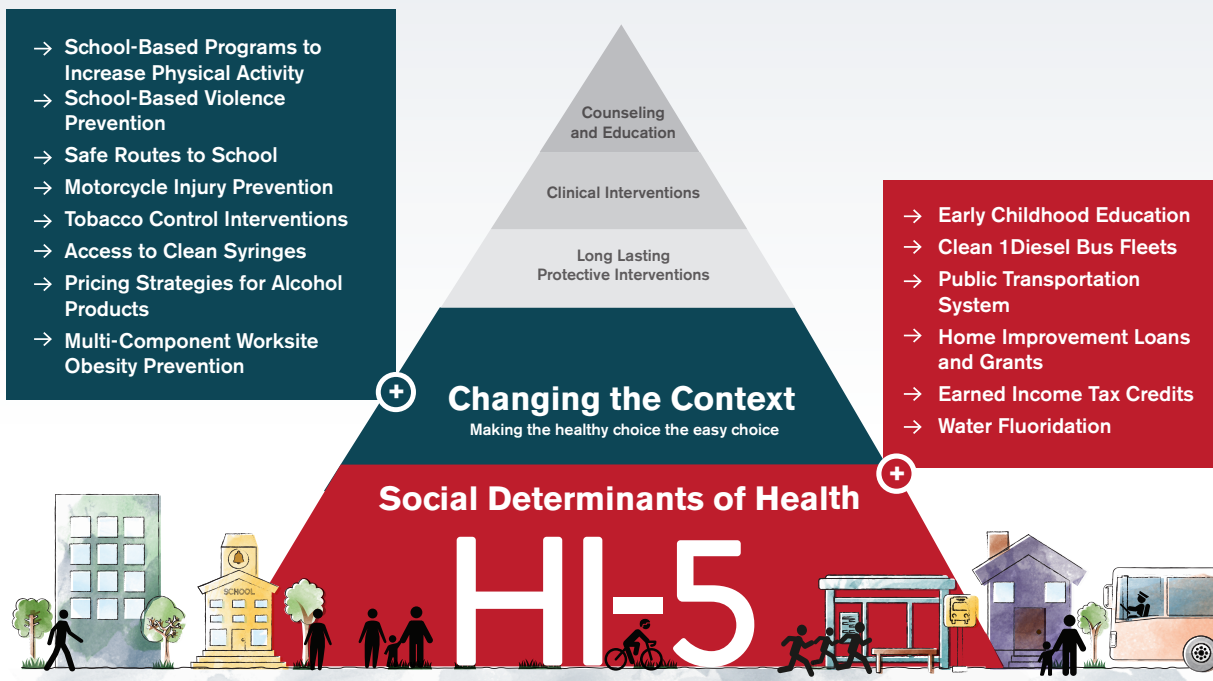 → School-Based Programs to
Increase Physical Activity
→ School-Based Violence
Prevention
→ Safe Routes to School
→ Motorcycle Injury Prevention
→ Tobacco Control Interventions
→ Access to Clean Syringes
→ Pricing Strategies for Alcohol
Products
→ Multi-Component Worksite
Obesity Prevention
Counseling
and Education
Clinical Interventions
Long Lasting
Protective Interventions
Changing the Context
Making the healthy choice the easy choice
→ Early Childhood Education
→ Clean 1Diesel Bus Fleets
→ Public Transportation
System
→ Home Improvement Loans
and Grants
→ Earned Income Tax Credits
→ Water Fluoridation
Social Determinants of Health
HI-5
SCHOOL